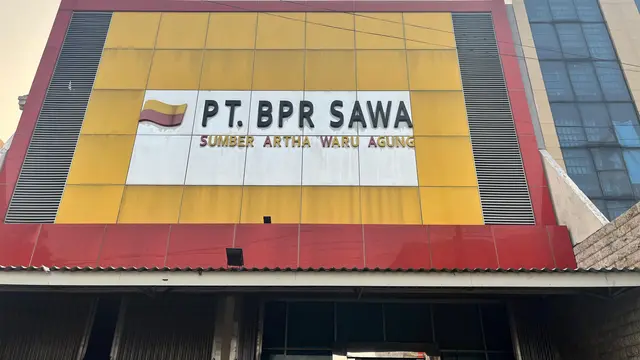 PT. BPR SAWA
SUMBER ARTHA WARU AGUNG